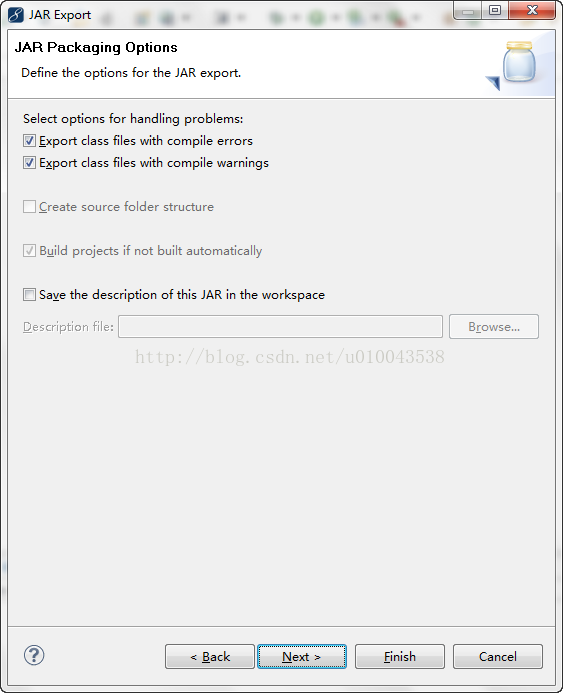 JAR Export
JAR Packaging Options
Define the options for the JAR export.
Select options for handling problems:
Export class files with compile errors
Export class files with compile warnings
Create source folder structure
Build projects if not built automatically
Save the description of this JAR in the workspace
Description file:
Browse...
http://blog.csdn.net/u010043538
?
< Back
Next >
Finish
Cancel